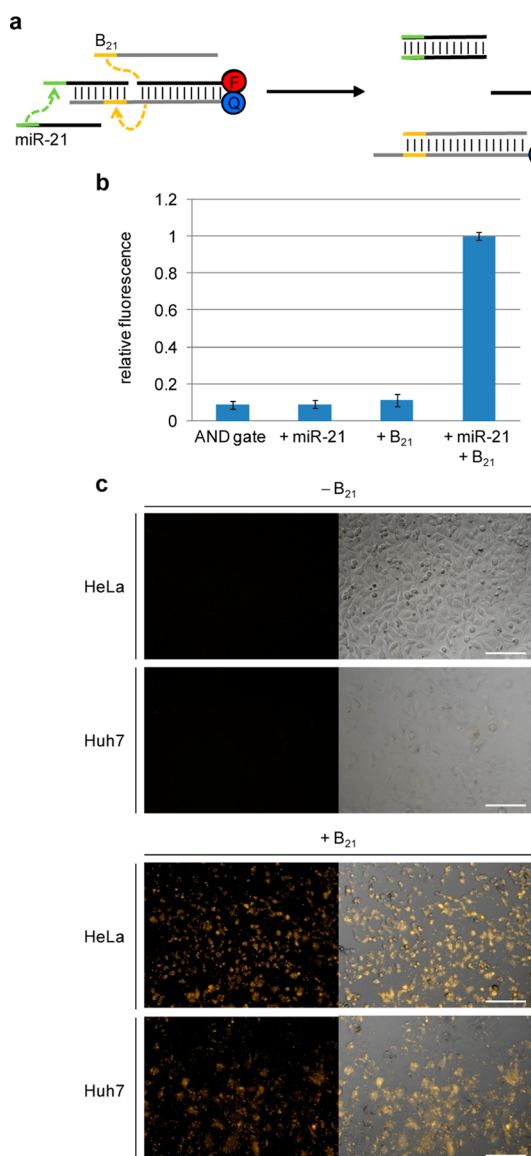 a
B21
F
Q
miR-21
b
relative fluorescence
1.2
1
0.8
0.6
0.4
0.2
0
AND gate
+ miR-21
+ B21
+ miR-21
+ B21
c
– B21
HeLa
Huh7
+ B21
HeLa
Huh7